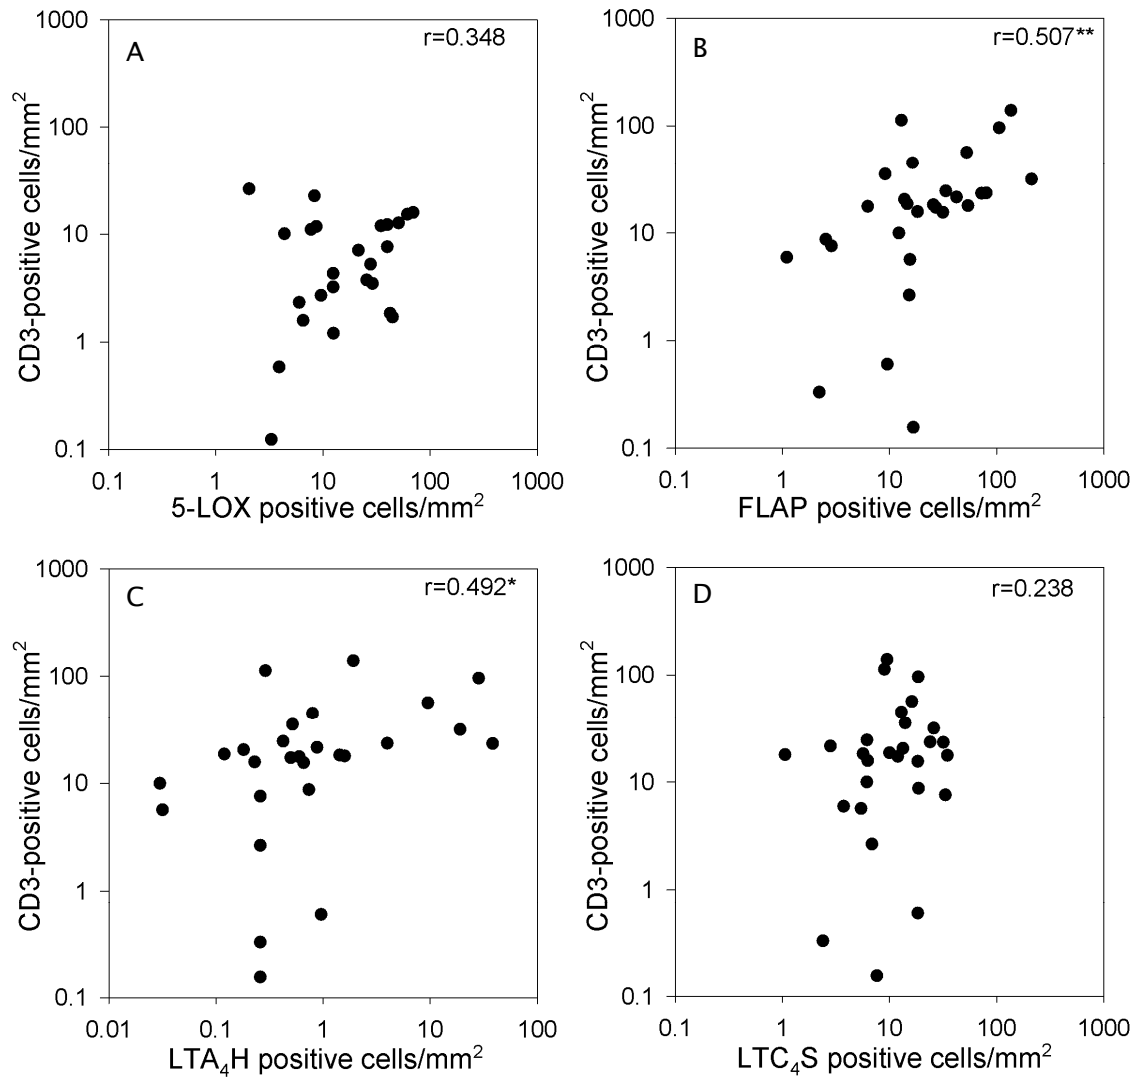 A
r=0.348
1000
100
10
1
0.1
CD3-positive cells/mm²
0.1 1 10 100 1000
5-LOX positive cells/mm²
B
r=0.507**
1000
100
10
1
0.1
CD3-positive cells/mm²
0.1 1 10 100 1000
FLAP positive cells/mm²
C
r=0.492*
1000
100
10
1
0.1
CD3-positive cells/mm²
0.01 0.1 1 10 100
LTA₄H positive cells/mm²
D
r=0.238
1000
100
10
1
0.1
CD3-positive cells/mm²
0.1 1 10 100 1000
LTC₄S positive cells/mm²